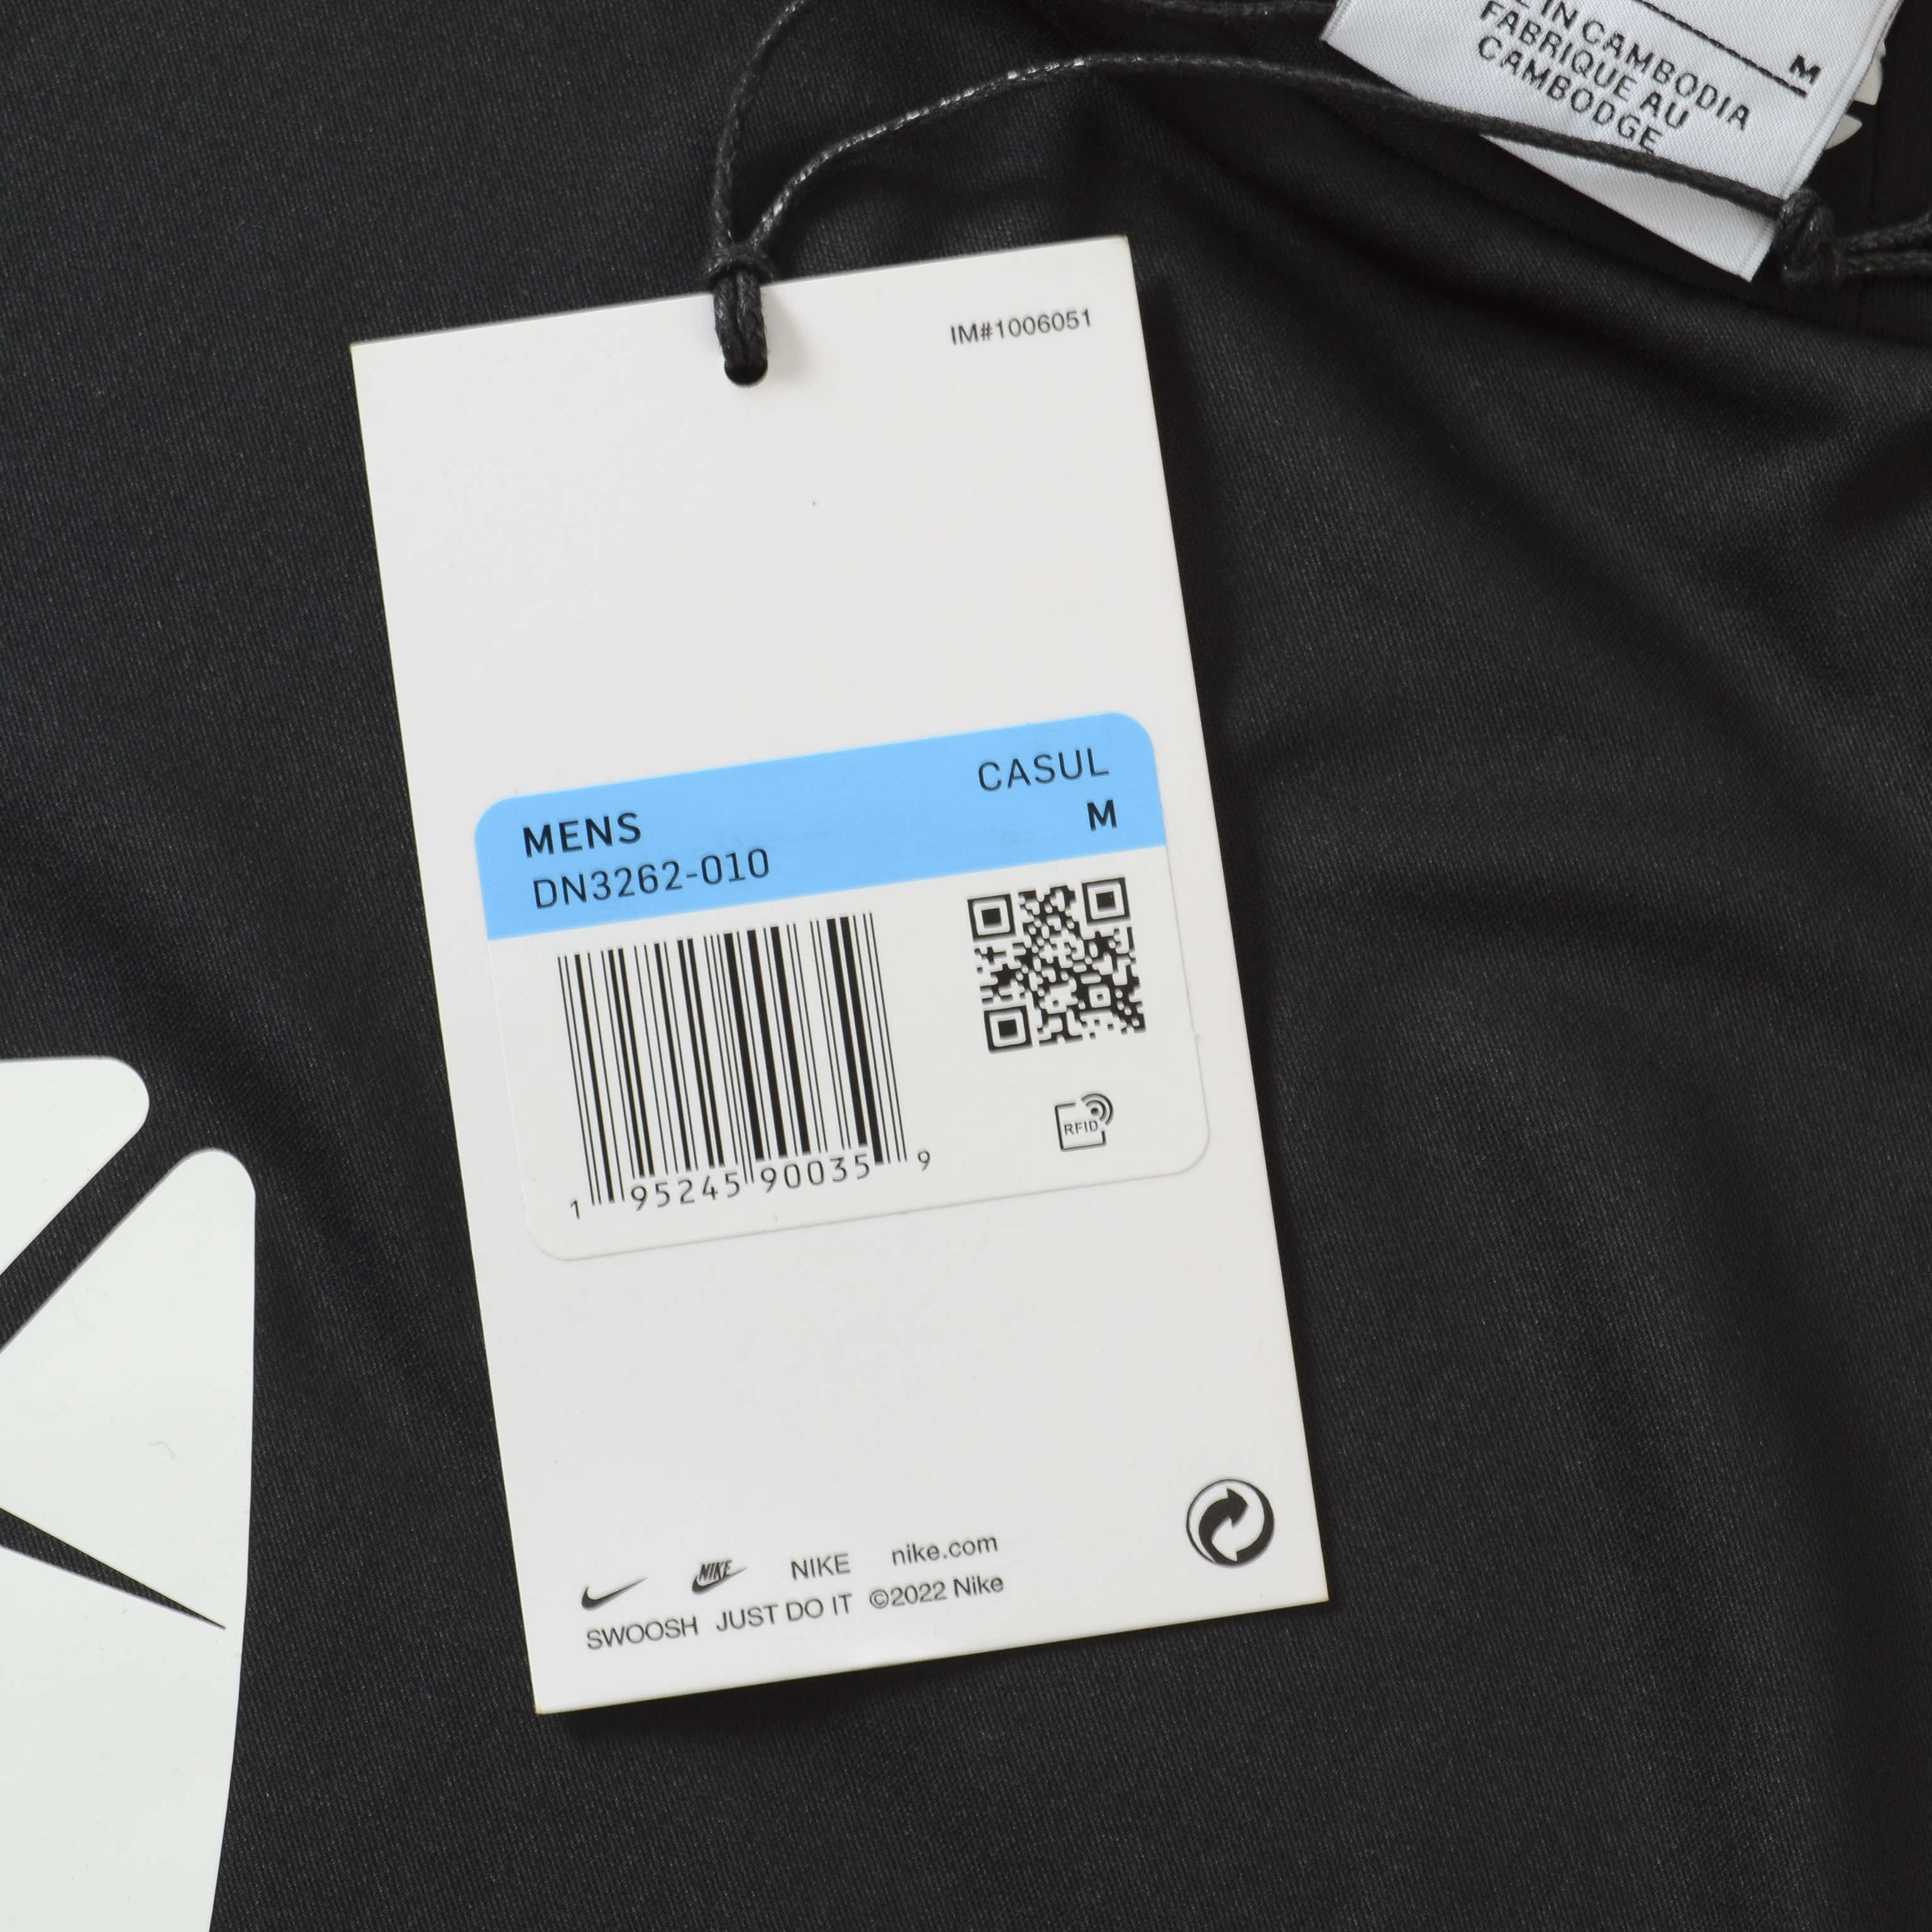 IN CAMBODIA
FABRIQUE AU
CAMBODGE
M
IM#1006051
CASUL
MENS
M
DN3262-010
1 95245 90035 9
RFID
NIKE NIKE nike.com
SWOOSH JUST DO IT ©2022 Nike